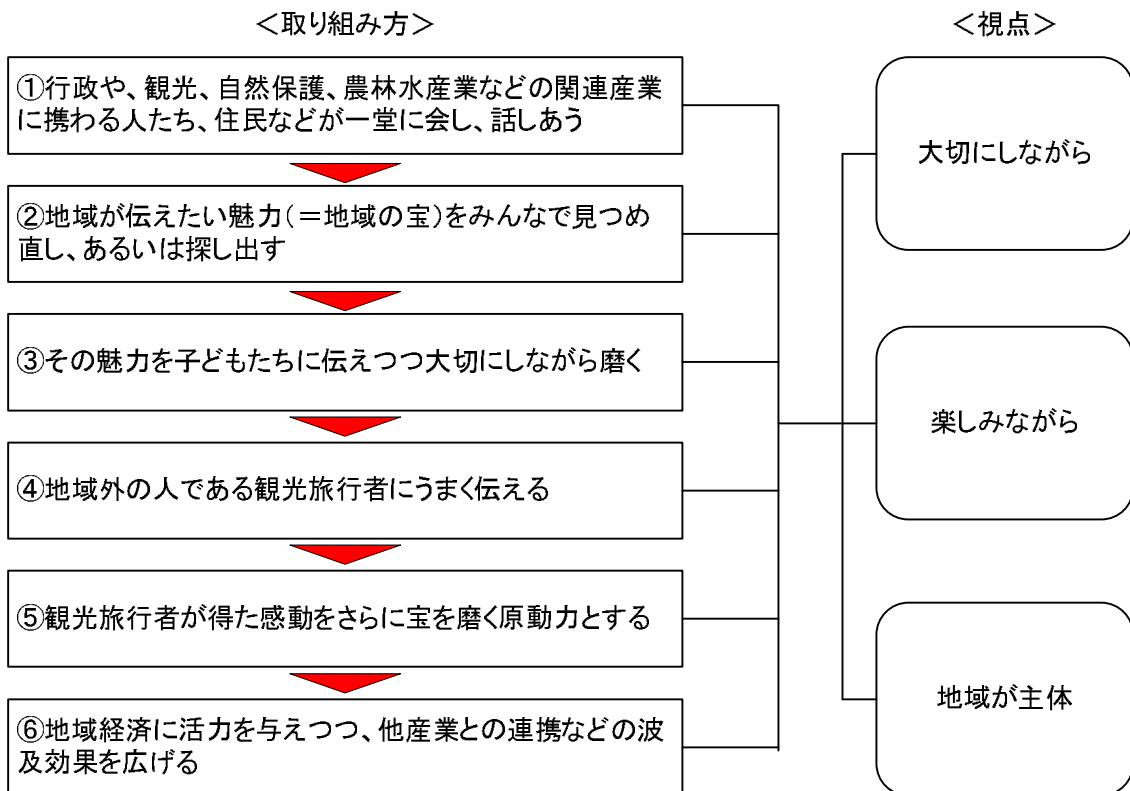 ＜取り組み方＞
①行政や、観光、自然保護、農林水産業などの関連産業
に携わる人たち、住民などが一堂に会し、話しあう
②地域が伝えたい魅力（＝地域の宝）をみんなで見つめ
直し、あるいは探し出す
③その魅力を子どもたちに伝えつつ大切にしながら磨く
④地域外の人である観光旅行者にうまく伝える
⑤観光旅行者が得た感動をさらに宝を磨く原動力とする
⑥地域経済に活力を与えつつ、他産業との連携などの波
及効果を広げる
＜視点＞
大切にしながら
楽しみながら
地域が主体